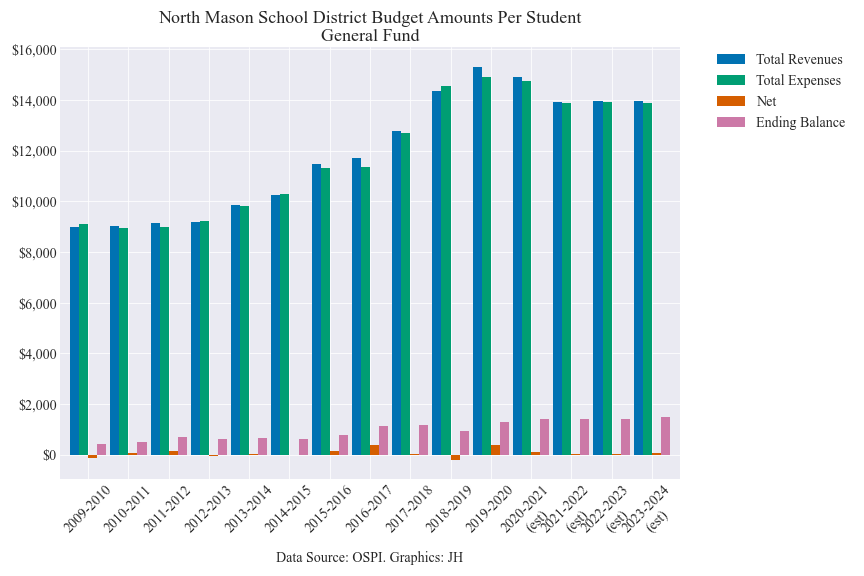 North Mason School District Budget Amounts Per Student
General Fund
$16,000
$14,000
$12,000
$10,000
$8,000
$6,000
$4,000
$2,000
$0
Total Revenues
Total Expenses
Net
Ending Balance
2009-2010
2010-2011
2011-2012
2012-2013
2013-2014
2014-2015
2015-2016
2016-2017
2017-2018
2018-2019
2019-2020
2020-2021
(est)
2021-2022
(est)
2022-2023
(est)
2023-2024
(est)
Data Source: OSPI. Graphics: JH